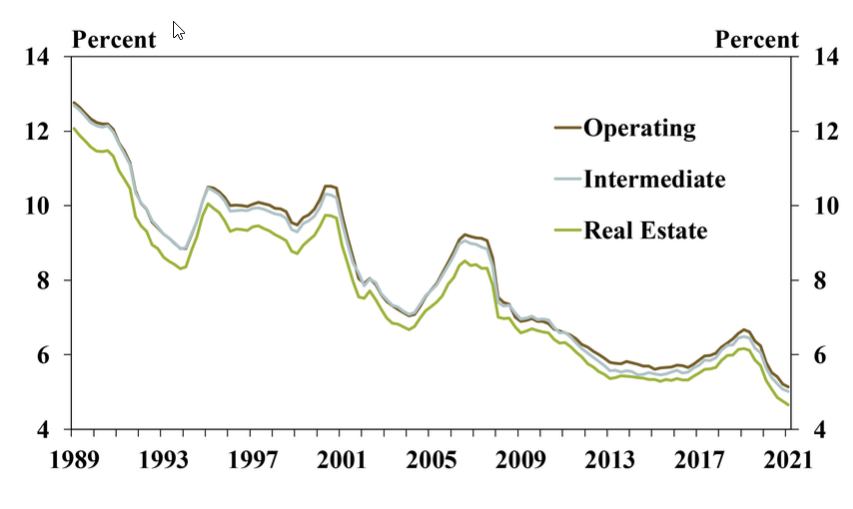 Percent Percent
14 14
12 12
10 10
8 8
6 6
4 4
Operating
Intermediate
Real Estate
1989 1993 1997 2001 2005 2009 2013 2017 2021